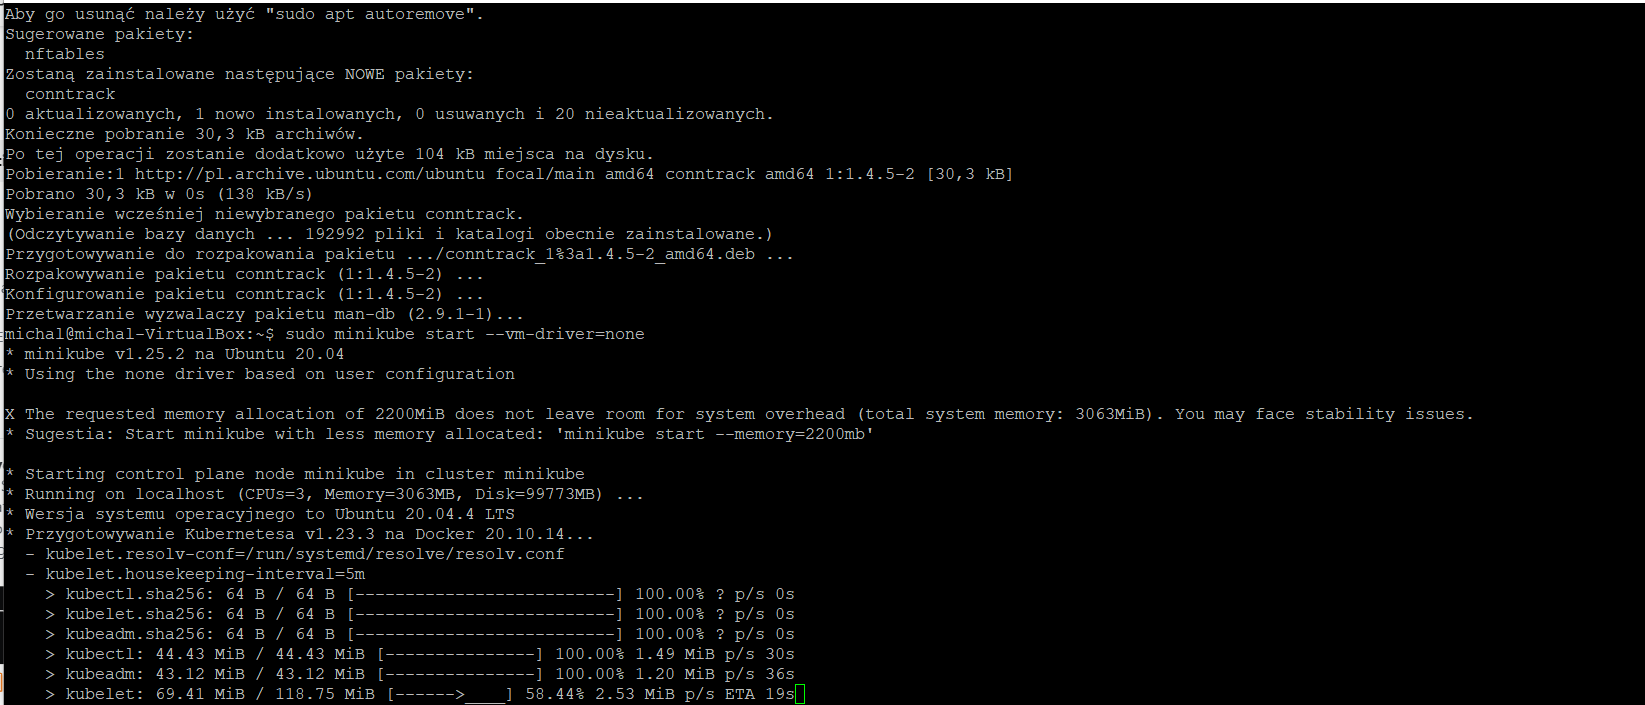 Aby go usunąć należy użyć "sudo apt autoremove".
Sugerowane pakiety:
  nftables
Zostaną zainstalowane następujące NOWE pakiety:
  conntrack
0 aktualizowanych, 1 nowo instalowanych, 0 usuwanych i 20 nieaktualizowanych.
Konieczne pobranie 30,3 kB archiwów.
Po tej operacji zostanie dodatkowo użyte 104 kB miejsca na dysku.
Pobieranie:1 http://pl.archive.ubuntu.com/ubuntu focal/main amd64 conntrack amd64 1:1.4.5-2 [30,3 kB]
Pobrano 30,3 kB w 0s (138 kB/s)
Wybieranie wcześniej niewybranego pakietu conntrack.
(Odczytywanie bazy danych ... 192992 pliki i katalogi obecnie zainstalowane.)
Przygotowywanie do rozpakowania pakietu .../conntrack_1%3a1.4.5-2_amd64.deb ...
Rozpakowywanie pakietu conntrack (1:1.4.5-2) ...
Konfigurowanie pakietu conntrack (1:1.4.5-2) ...
Przetwarzanie wyzwalaczy pakietu man-db (2.9.1-1)...
michal@michal-VirtualBox:~$ sudo minikube start --vm-driver=none
* minikube v1.25.2 na Ubuntu 20.04
* Using the none driver based on user configuration
X The requested memory allocation of 2200MiB does not leave room for system overhead (total system memory: 3063MiB). You may face stability issues.
* Sugestia: Start minikube with less memory allocated: 'minikube start --memory=2200mb'
* Starting control plane node minikube in cluster minikube
* Running on localhost (CPUs=3, Memory=3063MB, Disk=99773MB) ...
* Wersja systemu operacyjnego to Ubuntu 20.04.4 LTS
* Przygotowywanie Kubernetesa v1.23.3 na Docker 20.10.14...
  - kubelet.resolv-conf=/run/systemd/resolve/resolv.conf
  - kubelet.housekeeping-interval=5m
    > kubectl.sha256: 64 B / 64 B [--------------------------] 100.00% ? p/s 0s
    > kubelet.sha256: 64 B / 64 B [--------------------------] 100.00% ? p/s 0s
    > kubeadm.sha256: 64 B / 64 B [--------------------------] 100.00% ? p/s 0s
    > kubectl: 44.43 MiB / 44.43 MiB [---------------] 100.00% 1.49 MiB p/s 30s
    > kubeadm: 43.12 MiB / 43.12 MiB [---------------] 100.00% 1.20 MiB p/s 36s
    > kubelet: 69.41 MiB / 118.75 MiB [------>____] 58.44% 2.53 MiB p/s ETA 19s